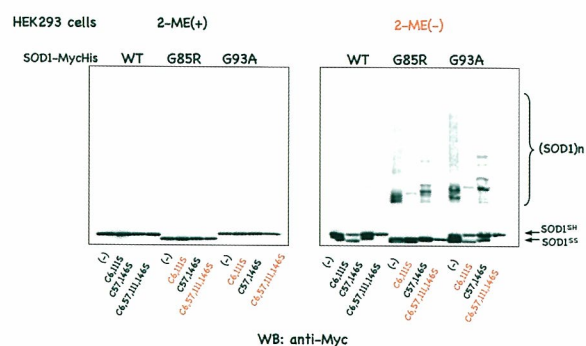 HEK293 cells 2-ME(+) 2-ME(-)
SOD1-MycHis WT G85R G93A WT G85R G93A
(SOD1)n
SOD1SH
SOD1SS
(-) C6,111S C57,146S C6,57,111,146S (-) C6,111S C57,146S C6,57,111,146S (-) C6,111S C57,146S C6,57,111,146S (-) C6,111S C57,146S C6,57,111,146S (-) C6,111S C57,146S C6,57,111,146S (-) C6,111S C57,146S C6,57,111,146S
WB: anti-Myc